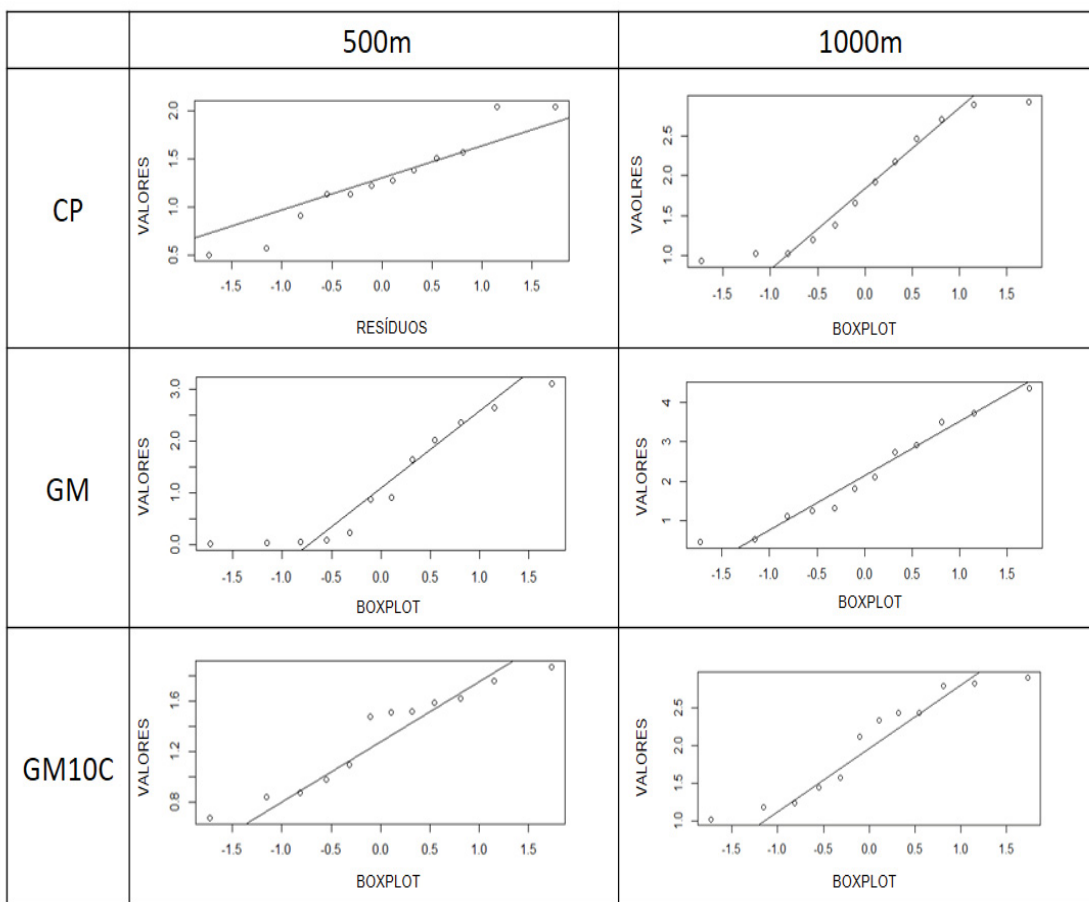 500m 1000m
CP
VALORES
0.5 1.0 1.5 2.0
-1.5 -1.0 -0.5 0.0 0.5 1.0 1.5
RESÍDUOS
VAOLRES
1.0 1.5 2.0 2.5
-1.5 -1.0 -0.5 0.0 0.5 1.0 1.5
BOXPLOT
GM
VALORES
0.0 1.0 2.0 3.0
-1.5 -1.0 -0.5 0.0 0.5 1.0 1.5
BOXPLOT
VALORES
1 2 3 4
-1.5 -1.0 -0.5 0.0 0.5 1.0 1.5
BOXPLOT
GM10C
VALORES
0.8 1.2 1.6
-1.5 -1.0 -0.5 0.0 0.5 1.0 1.5
BOXPLOT
VALORES
1.0 1.5 2.0 2.5
-1.5 -1.0 -0.5 0.0 0.5 1.0 1.5
BOXPLOT